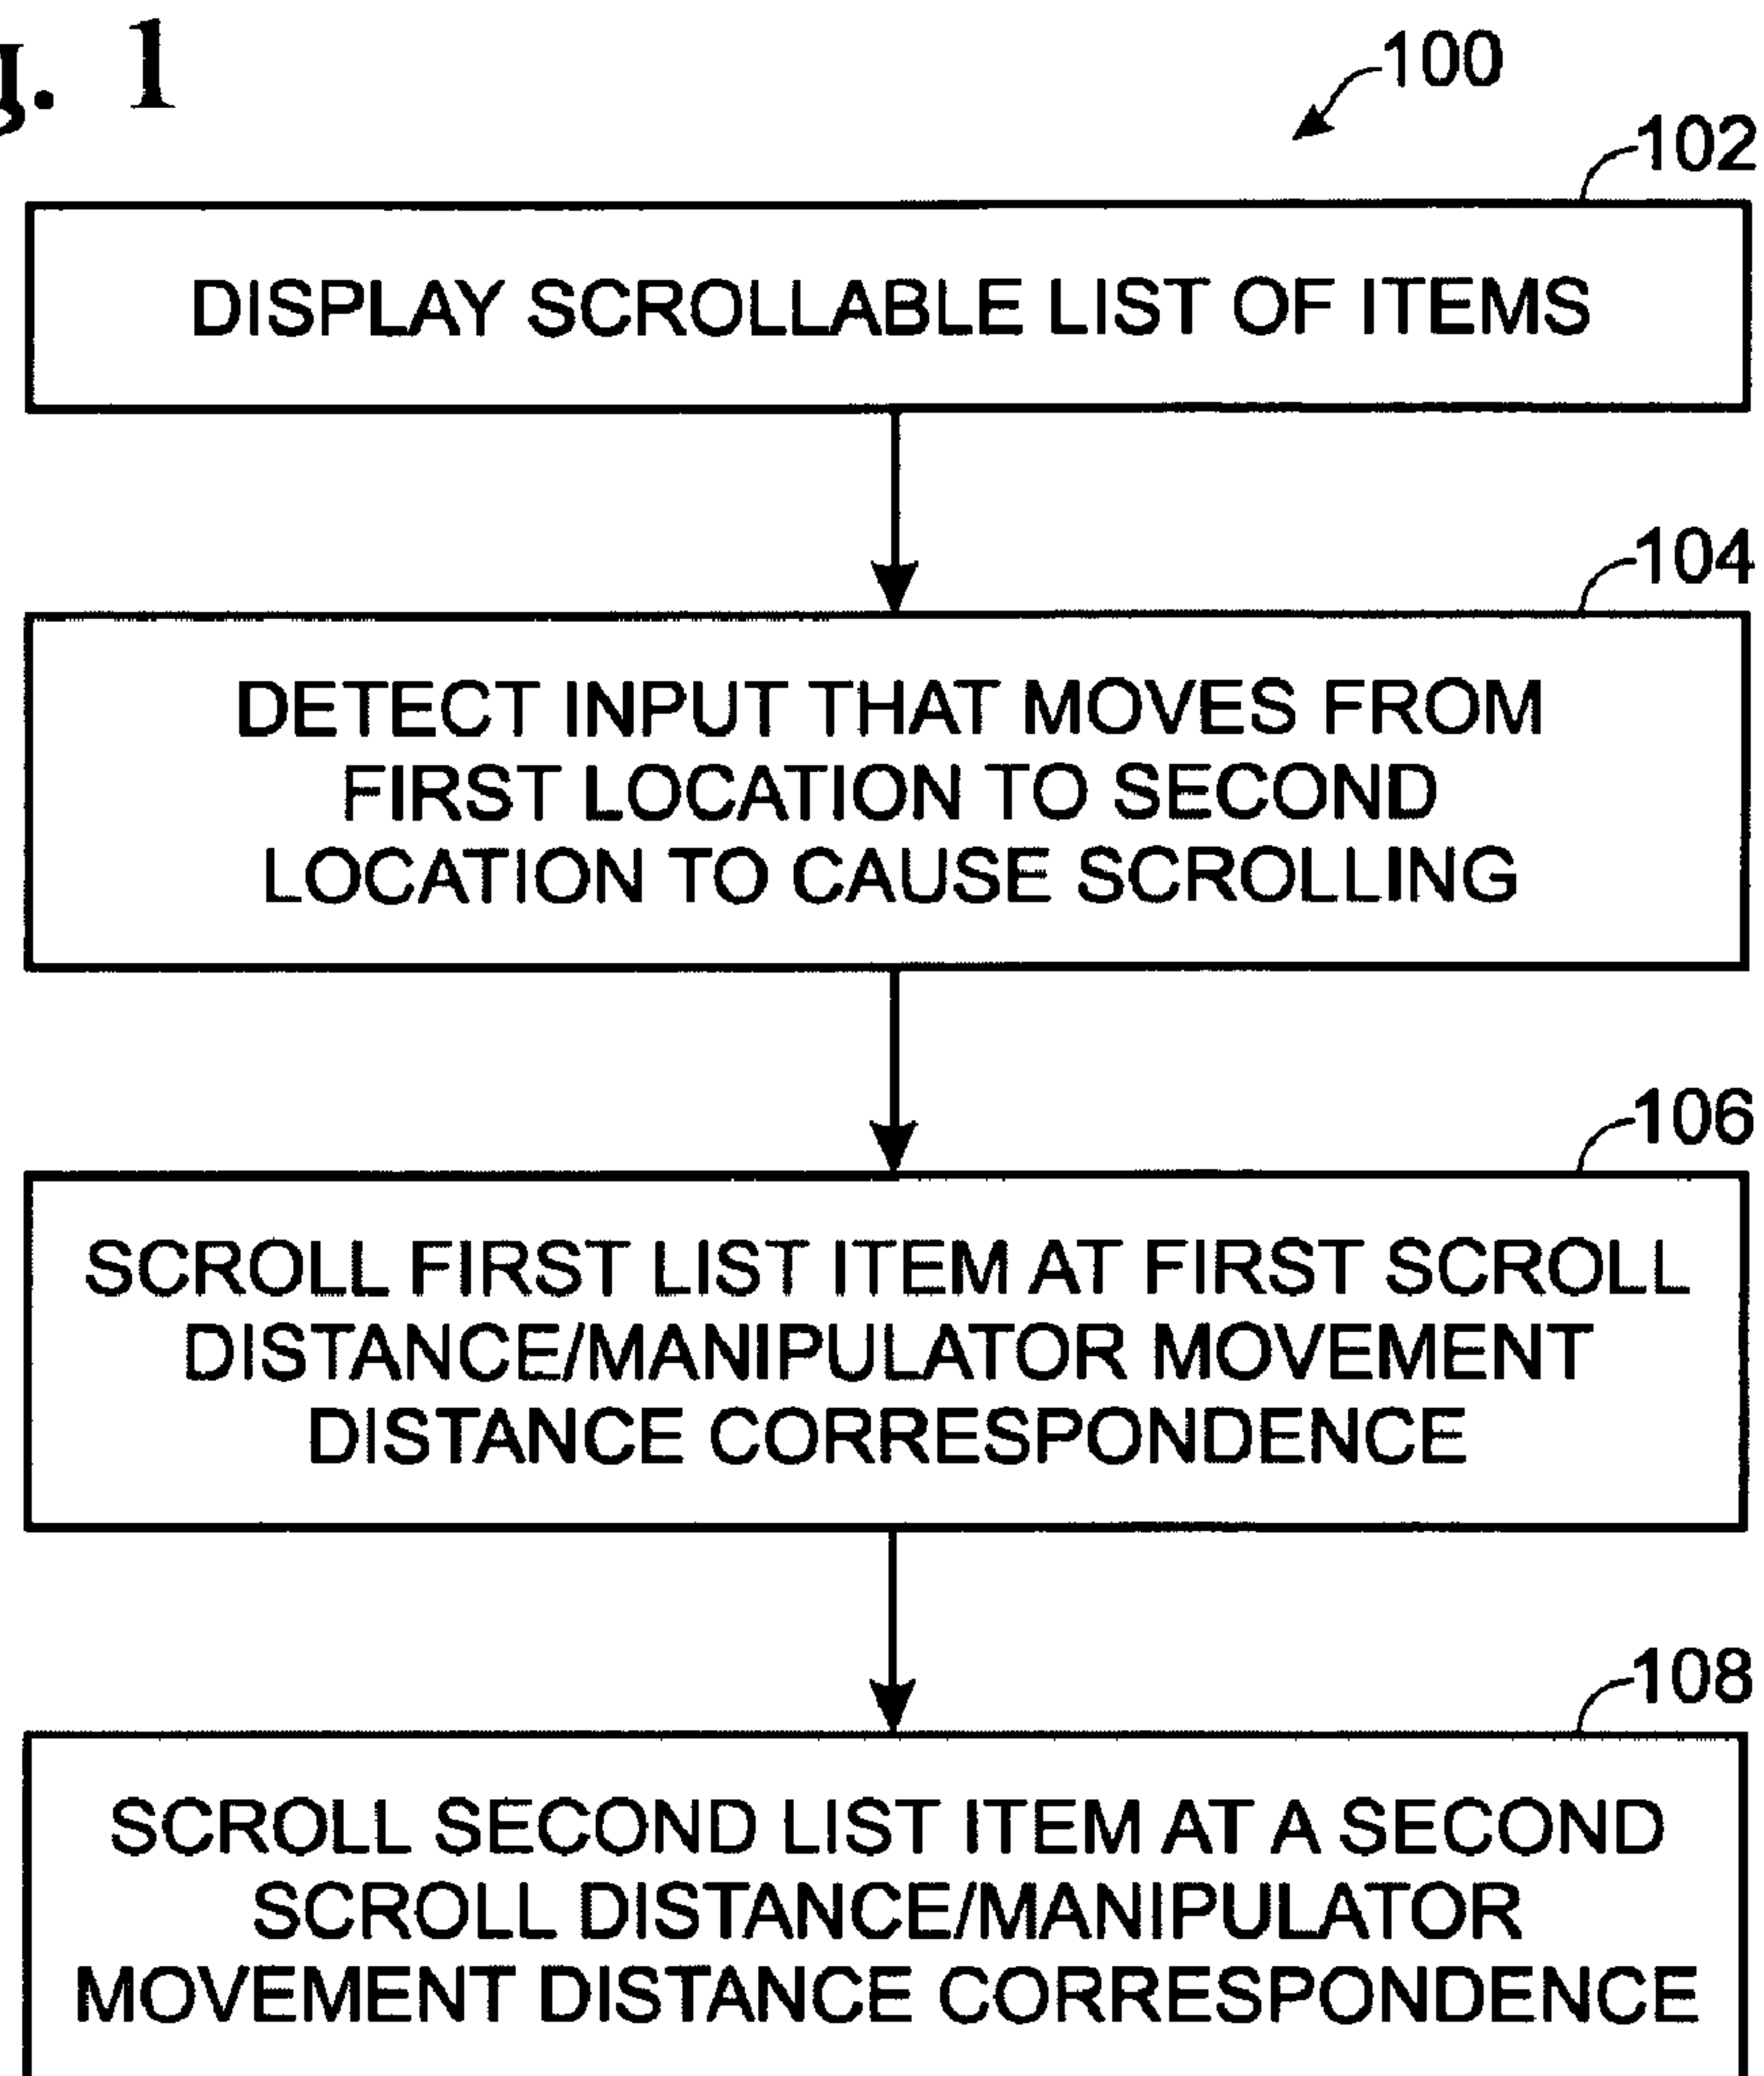 g. 1
100
102
DISPLAY SCROLLABLE LIST OF ITEMS
104
DETECT INPUT THAT MOVES FROM
FIRST LOCATION TO SECOND
LOCATION TO CAUSE SCROLLING
106
SCROLL FIRST LIST ITEM AT FIRST SCROLL
DISTANCE/MANIPULATOR MOVEMENT
DISTANCE CORRESPONDENCE
108
SCROLL SECOND LIST ITEM AT A SECOND
SCROLL DISTANCE/MANIPULATOR
MOVEMENT DISTANCE CORRESPONDENCE